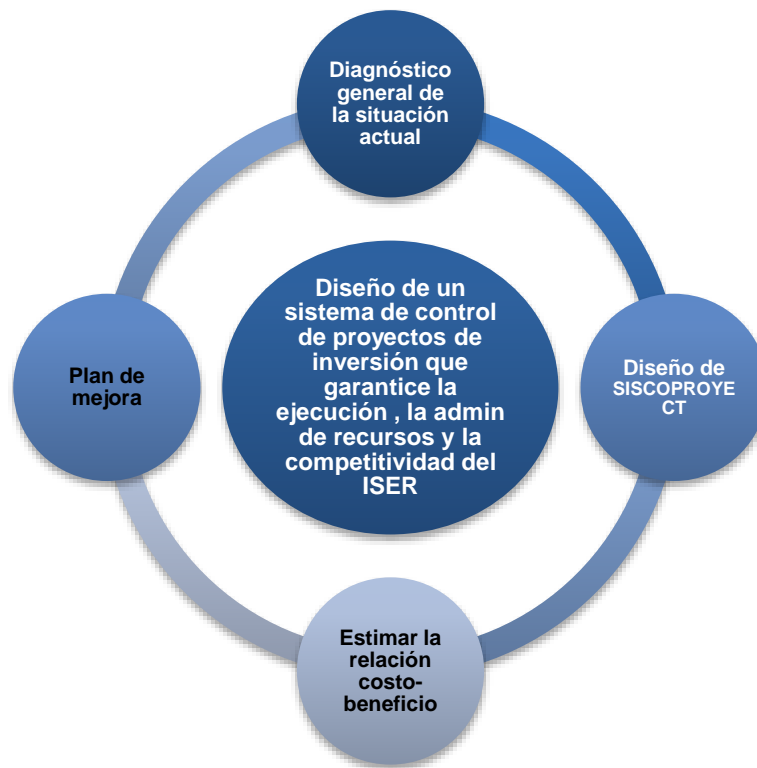 Diagnóstico
general de
la situación
actual
Diseño de un
sistema de control
de proyectos de
inversión que
garantice la
ejecución , la admin
de recursos y la
competitividad del
ISER
Plan de
mejora
Diseño de
SISCOPROYE
CT
Estimar la
relación
costo-
beneficio